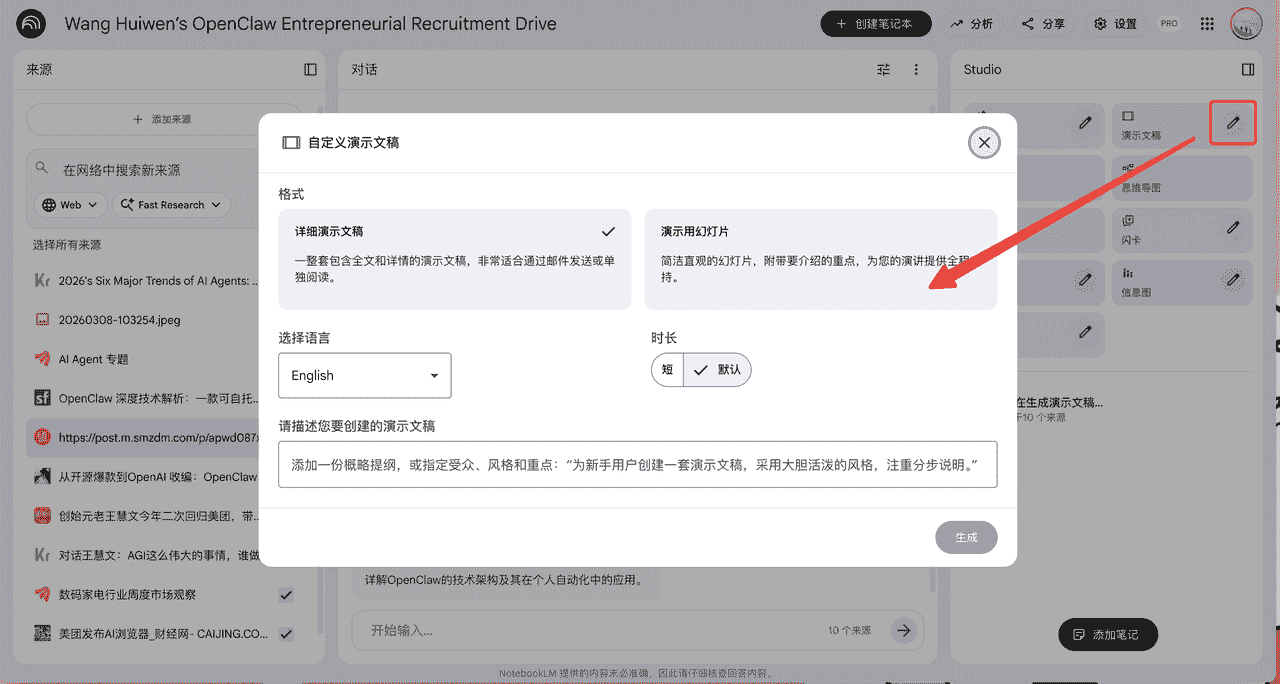 Wang Huiwen's OpenClaw Entrepreneurial Recruitment Drive
创建笔记本
分析
分享
设置
PRO
来源
添加来源
在网络中搜索新来源
Web
Fast Research
选择所有来源
2026's Six Major Trends of AI Agents: ...
20260308-103254.jpeg
AI Agent 专题
OpenClaw 深度技术解析：一款可自托...
https://post.m.smzdm.com/p/apwd087
从开源爆款到OpenAI 收编：OpenClaw
创始元老王慧文今年二次回归美团，带...
对话王慧文：AGI这么伟大的事情，谁做
数码家电行业周度市场观察
美团发布AI浏览器_财经网- CAIJING.CO...
对话
自定义演示文稿
格式
详细演示文稿
一整套包含全文和详情的演示文稿，非常适合通过邮件发送或单
独阅读。
演示用幻灯片
简洁直观的幻灯片，附带要介绍的重点，为您的演讲提供全程
持。
选择语言
English
时长
短
默认
请描述您要创建的演示文稿
添加一份概略提纲，或指定受众、风格和重点：“为新手用户创建一套演示文稿，采用大胆活泼的风格，注重分步说明。”
生成
详解OpenClaw的技术架构及其在个人自动化中的应用。
开始输入...
10 个来源
NotebookLM 提供的内容未必准确，因此请仔细核查回答内容。
Studio
演示文稿
思维导图
闪卡
信息图
在生成演示文稿...
10 个来源
添加笔记